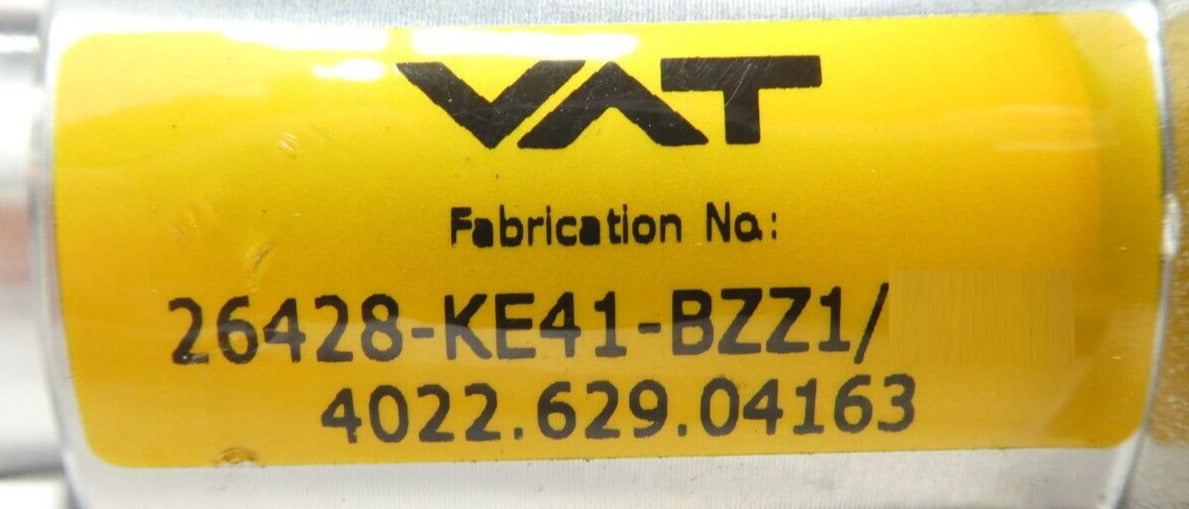 VAT
Fabrication No.:
26428-KE41-BZZ1/
4022.629.04163